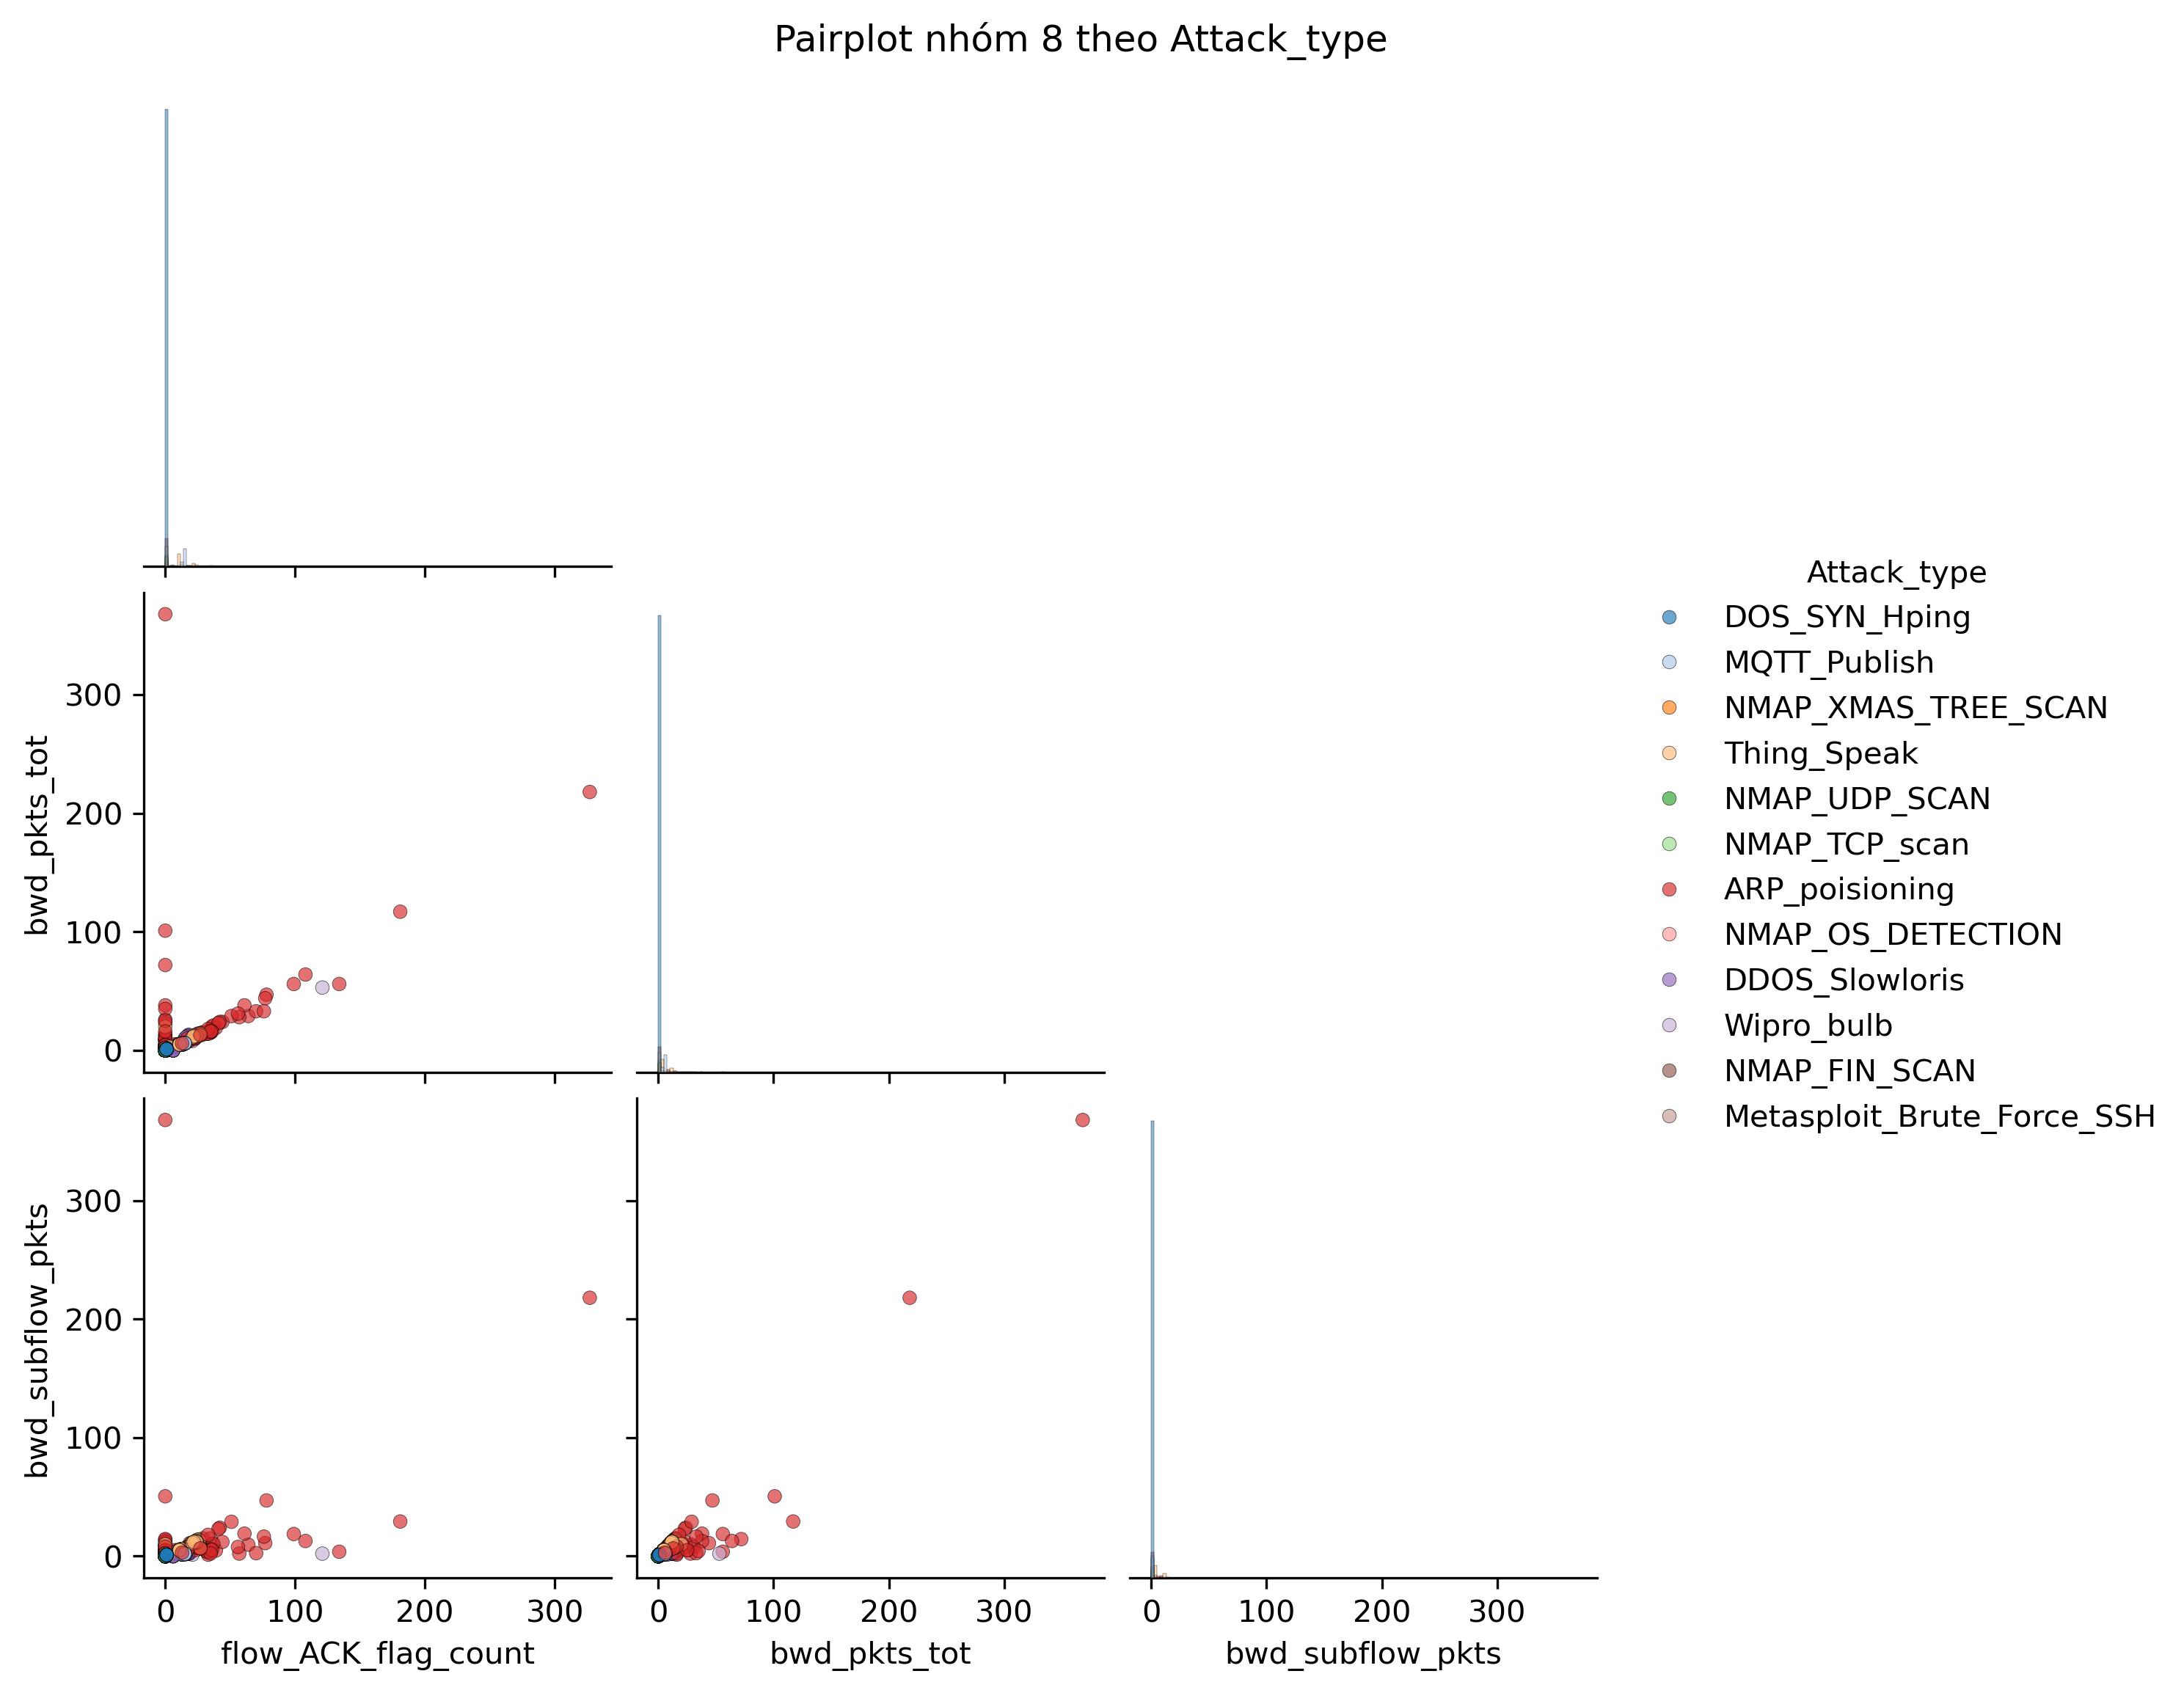 Pairplot nhóm 8 theo Attack_type
bwd_pkts_tot
300
200
100
0
bwd_subflow_pkts
300
200
100
0
0 100 200 300
flow_ACK_flag_count
0 100 200 300
bwd_pkts_tot
0 100 200 300
bwd_subflow_pkts
Attack_type
DOS_SYN_Hping
MQTT_Publish
NMAP_XMAS_TREE_SCAN
Thing_Speak
NMAP_UDP_SCAN
NMAP_TCP_scan
ARP_poisioning
NMAP_OS_DETECTION
DDOS_Slowloris
Wipro_bulb
NMAP_FIN_SCAN
Metasploit_Brute_Force_SSH